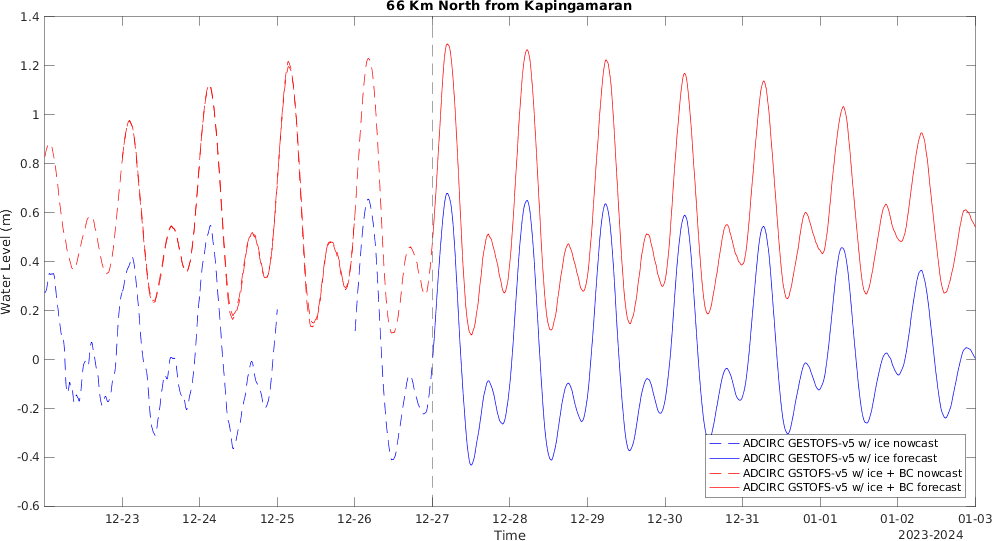 66 Km North from Kapingamaran
Water Level (m)
1.4
1.2
1
0.8
0.6
0.4
0.2
0
-0.2
-0.4
-0.6
ADCIRC GESTOFS-v5 w/ ice nowcast
ADCIRC GESTOFS-v5 w/ ice forecast
ADCIRC GSTOFS-v5 w/ ice + BC nowcast
ADCIRC GSTOFS-v5 w/ ice + BC forecast
12-23 12-24 12-25 12-26 12-27 12-28 12-29 12-30 12-31 01-01 01-02 01-03
Time
2023-2024